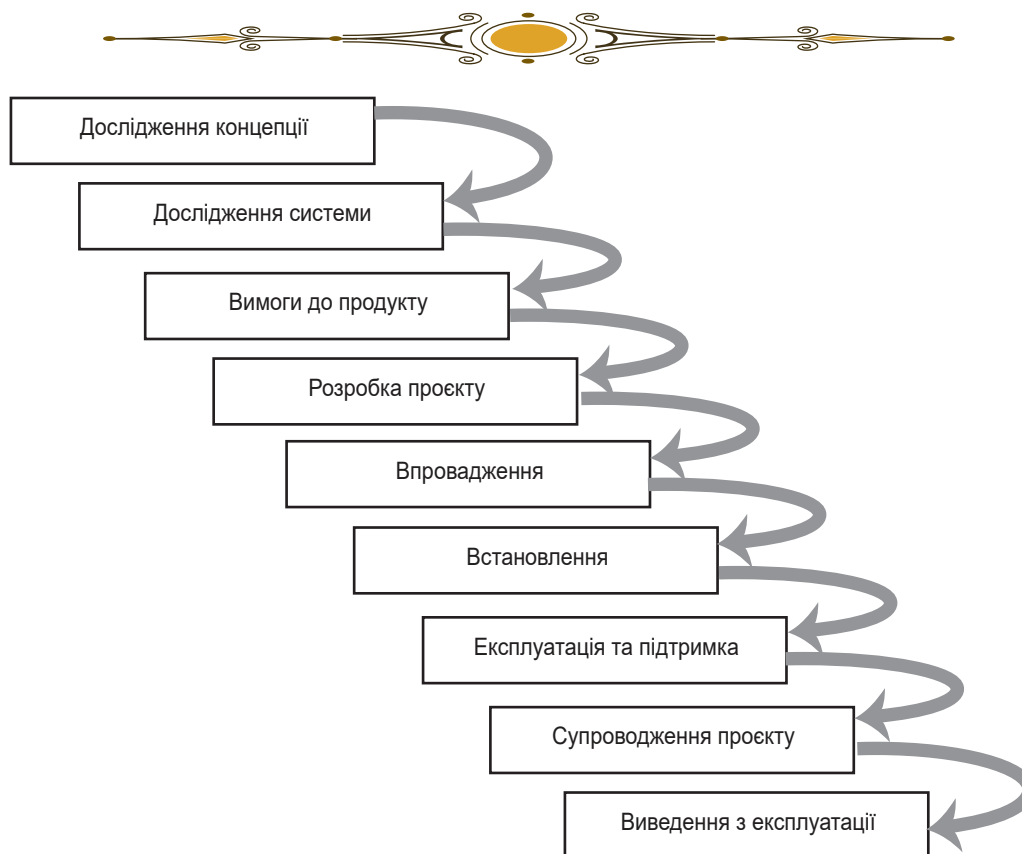 Дослідження концепції
Дослідження системи
Вимоги до продукту
Розробка проєкту
Впровадження
Встановлення
Експлуатація та підтримка
Супроводження проєкту
Виведення з експлуатації